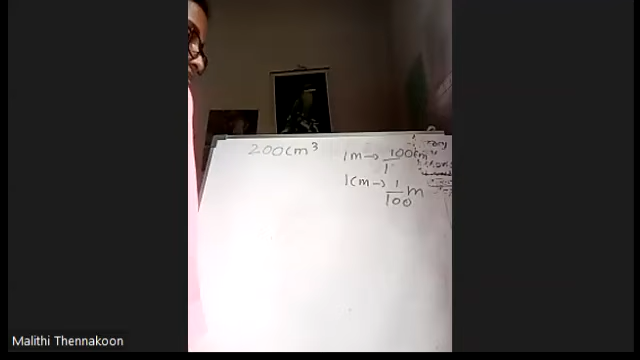 200cm³
1m → 100cm/1
1cm → 1/100 m
Malithi Thennakoon